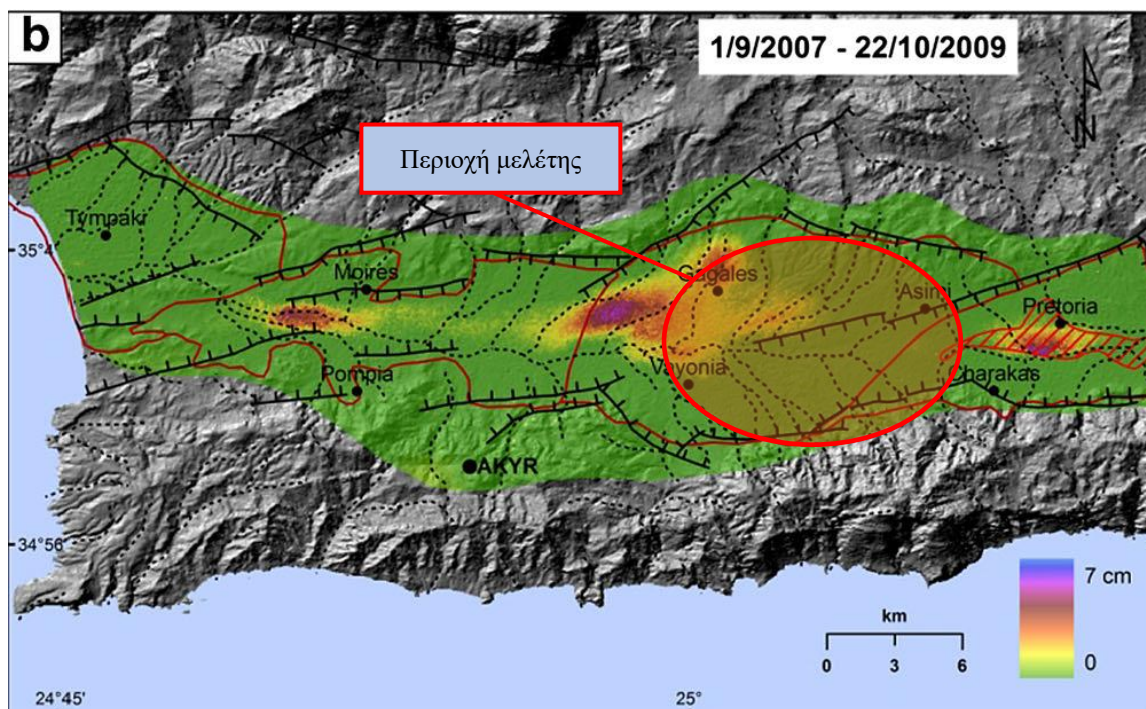 b
1/9/2007 - 22/10/2009
N
Περιοχή μελέτης
Tympaki
35°4'
Moires
Gagales
Asimi
Pretoria
Pompia
Vayonia
Charakas
AKYR
34°56'
7 cm
0
km
0 3 6
24°45' 25°